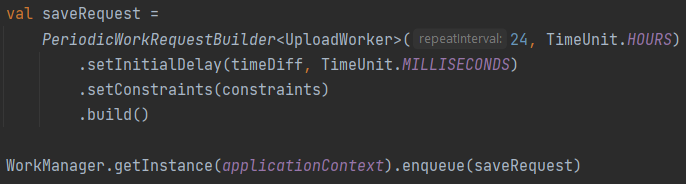 val saveRequest =
PeriodicWorkRequestBuilder<UploadWorker>( repeatInterval: 24, TimeUnit.HOURS)
.setInitialDelay(timeDiff, TimeUnit.MILLISECONDS)
.setConstraints(constraints)
.build()
WorkManager.getInstance(applicationContext).enqueue(saveRequest)